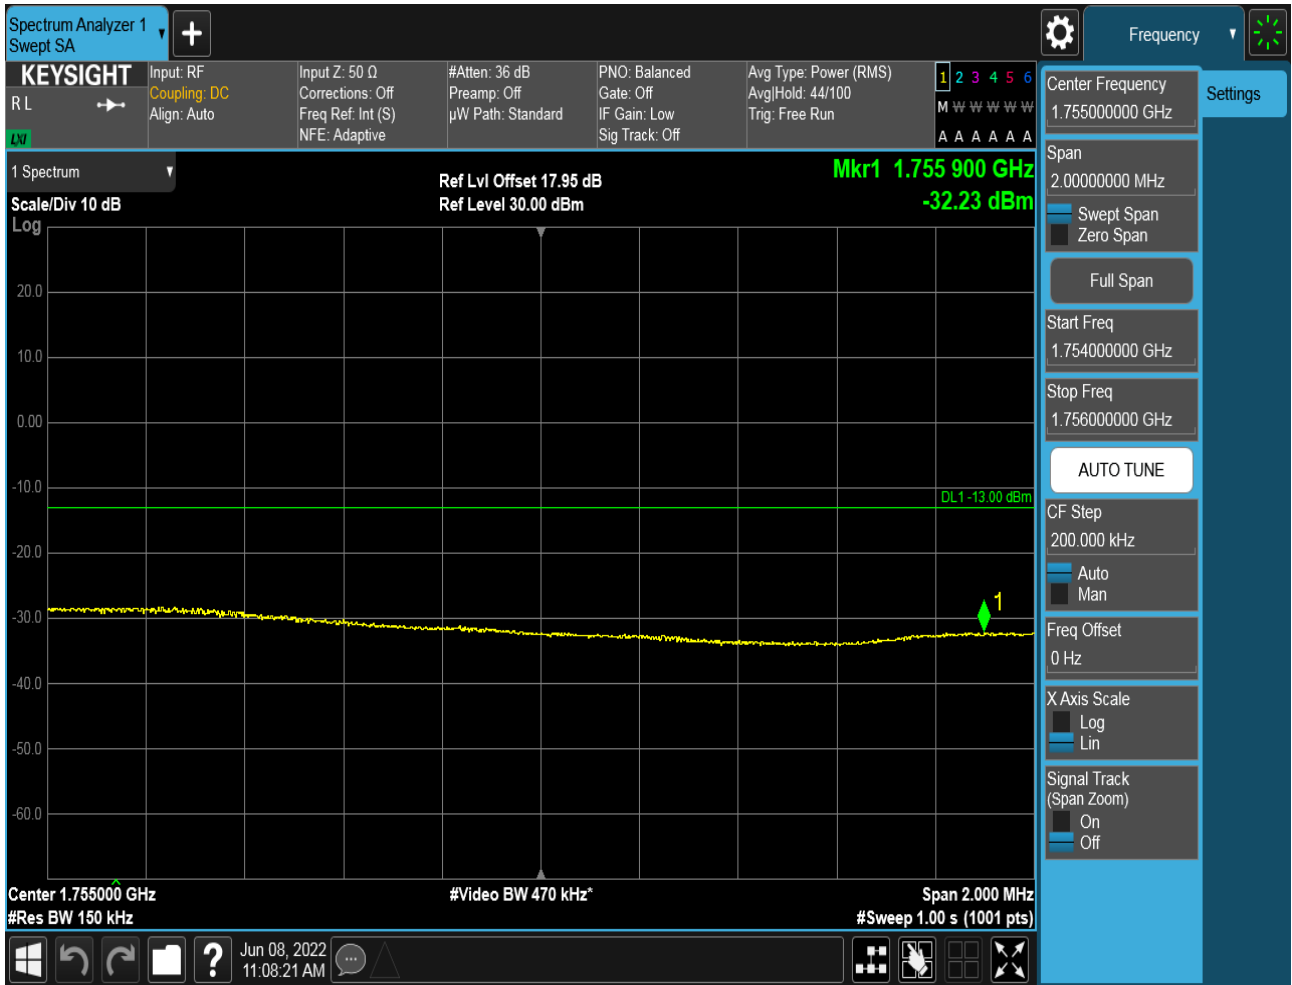 Spectrum Analyzer 1
Swept SA
Frequency
KEYSIGHT
R L
LXI
Input: RF
Coupling: DC
Align: Auto
Input Z: 50 Ω
Corrections: Off
Freq Ref: Int (S)
NFE: Adaptive
#Atten: 36 dB
Preamp: Off
µW Path: Standard
PNO: Balanced
Gate: Off
IF Gain: Low
Sig Track: Off
Avg Type: Power (RMS)
Avg|Hold: 44/100
Trig: Free Run
1 2 3 4 5 6
M W W W W W
A A A A A A
1 Spectrum
Scale/Div 10 dB
Log
Ref Lvl Offset 17.95 dB
Ref Level 30.00 dBm
Mkr1 1.755 900 GHz
-32.23 dBm
20.0
10.0
0.00
-10.0
DL1 -13.00 dBm
-20.0
-30.0
1
-40.0
-50.0
-60.0
Center 1.755000 GHz
#Res BW 150 kHz
#Video BW 470 kHz*
Span 2.000 MHz
#Sweep 1.00 s (1001 pts)
?
Jun 08, 2022
11:08:21 AM
Center Frequency
1.755000000 GHz
Settings
Span
2.00000000 MHz
Swept Span
Zero Span
Full Span
Start Freq
1.754000000 GHz
Stop Freq
1.756000000 GHz
AUTO TUNE
CF Step
200.000 kHz
Auto
Man
Freq Offset
0 Hz
X Axis Scale
Log
Lin
Signal Track
(Span Zoom)
On
Off